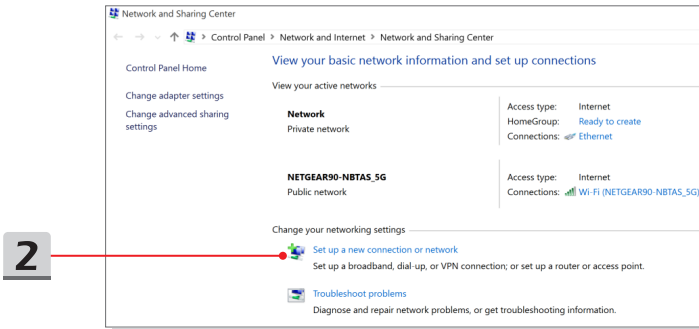 Network and Sharing Center
Control Panel > Network and Internet > Network and Sharing Center
Control Panel Home
Change adapter settings
Change advanced sharing
settings
View your basic network information and set up connections
View your active networks
Network
Private network
Access type: Internet
HomeGroup: Ready to create
Connections: Ethernet
NETGEAR90-NBTAS_5G
Public network
Access type: Internet
Connections: Wi-Fi (NETGEAR90-NBTAS_5G)
Change your networking settings
2
Set up a new connection or network
Set up a broadband, dial-up, or VPN connection; or set up a router or access point.
Troubleshoot problems
Diagnose and repair network problems, or get troubleshooting information.